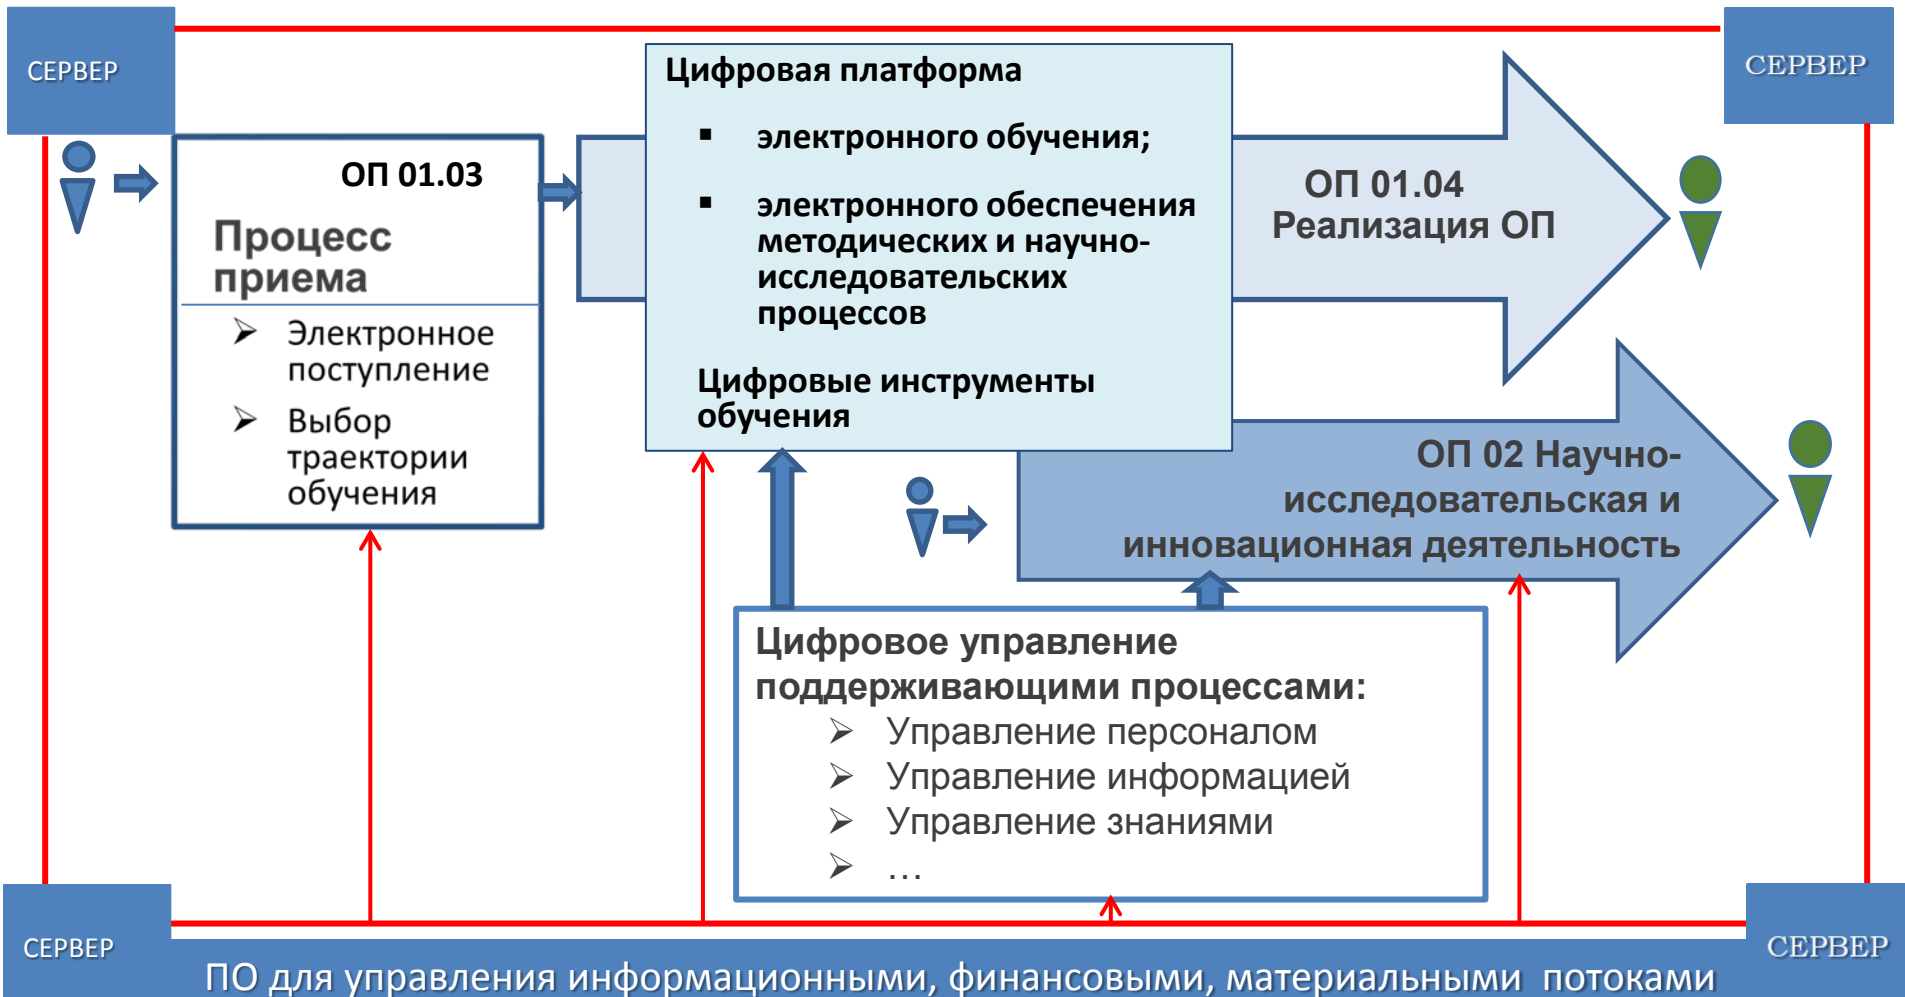 СЕРВЕР
СЕРВЕР
Цифровая платформа
▪ электронного обучения;
▪ электронного обеспечения
методических и научно-
исследовательских
процессов
Цифровые инструменты
обучения
ОП 01.03
Процесс
приема
➢ Электронное
поступление
➢ Выбор
траектории
обучения
ОП 01.04
Реализация ОП
ОП 02 Научно-
исследовательская и
инновационная деятельность
Цифровое управление
поддерживающими процессами:
➢ Управление персоналом
➢ Управление информацией
➢ Управление знаниями
➢ …
СЕРВЕР
СЕРВЕР
ПО для управления информационными, финансовыми, материальными потоками